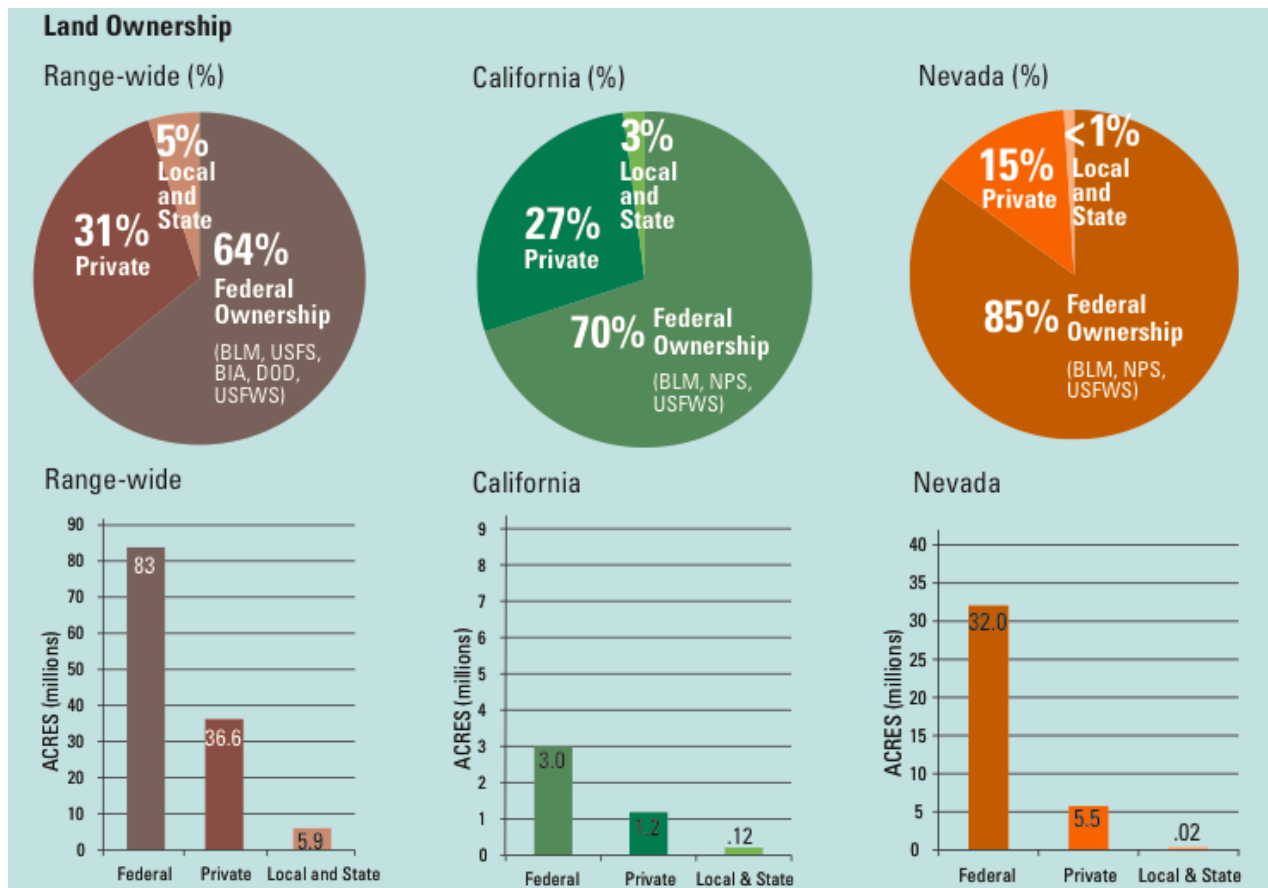 Land Ownership
Range-wide (%)
5%
Local
and
State
31%
Private
64%
Federal
Ownership
(BLM, USFS,
BIA, DOD,
USFWS)
California (%)
3%
Local
and
State
27%
Private
70%
Federal
Ownership
(BLM, NPS,
USFWS)
Nevada (%)
<1%
Local
and
State
15%
Private
85%
Federal
Ownership
(BLM, NPS,
USFWS)
Range-wide
ACRES (millions)
90
80
70
60
50
40
30
20
10
0
83
36.6
5.9
Federal
Private
Local and State
California
ACRES (millions)
9
8
7
6
5
4
3
2
1
0
3.0
1.2
.12
Federal
Private
Local & State
Nevada
ACRES (millions)
40
35
30
25
20
15
10
5
0
32.0
5.5
.02
Federal
Private
Local & State